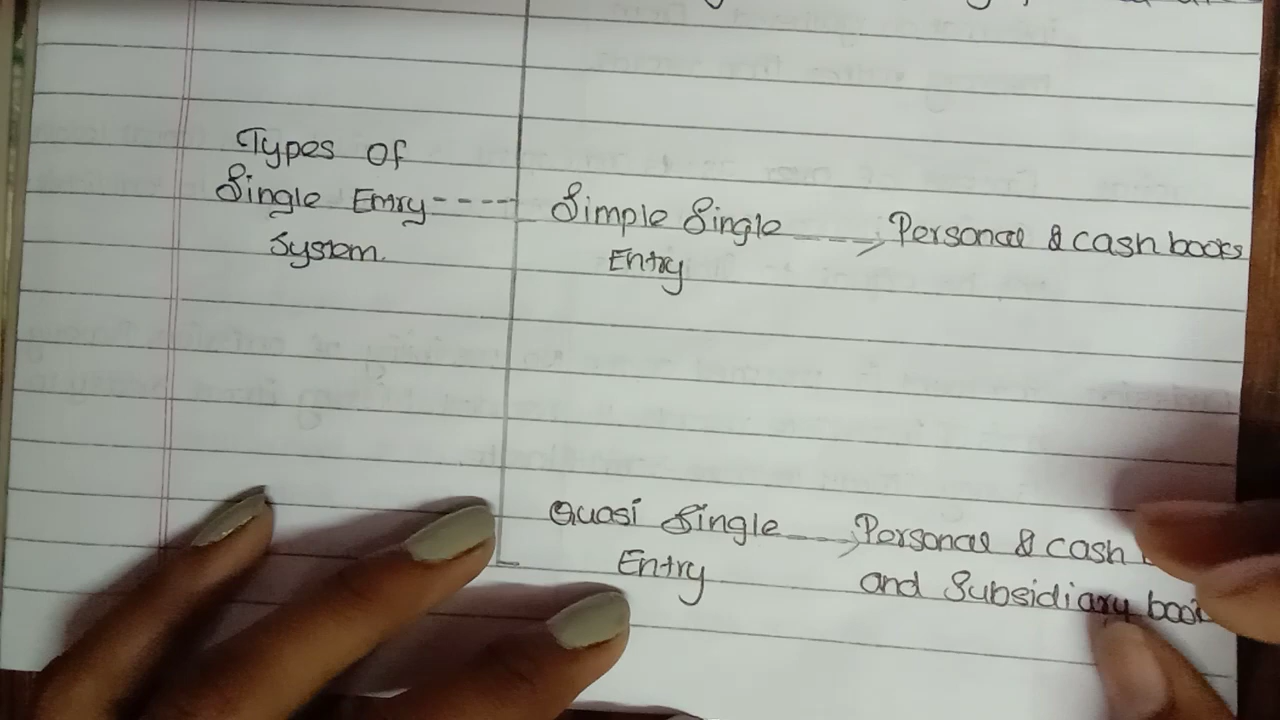 Types of
Single Entry---- Simple Single ----> Personal & cash books
System. Entry
Quasi Single ---> Personal & cash
Entry and Subsidiary